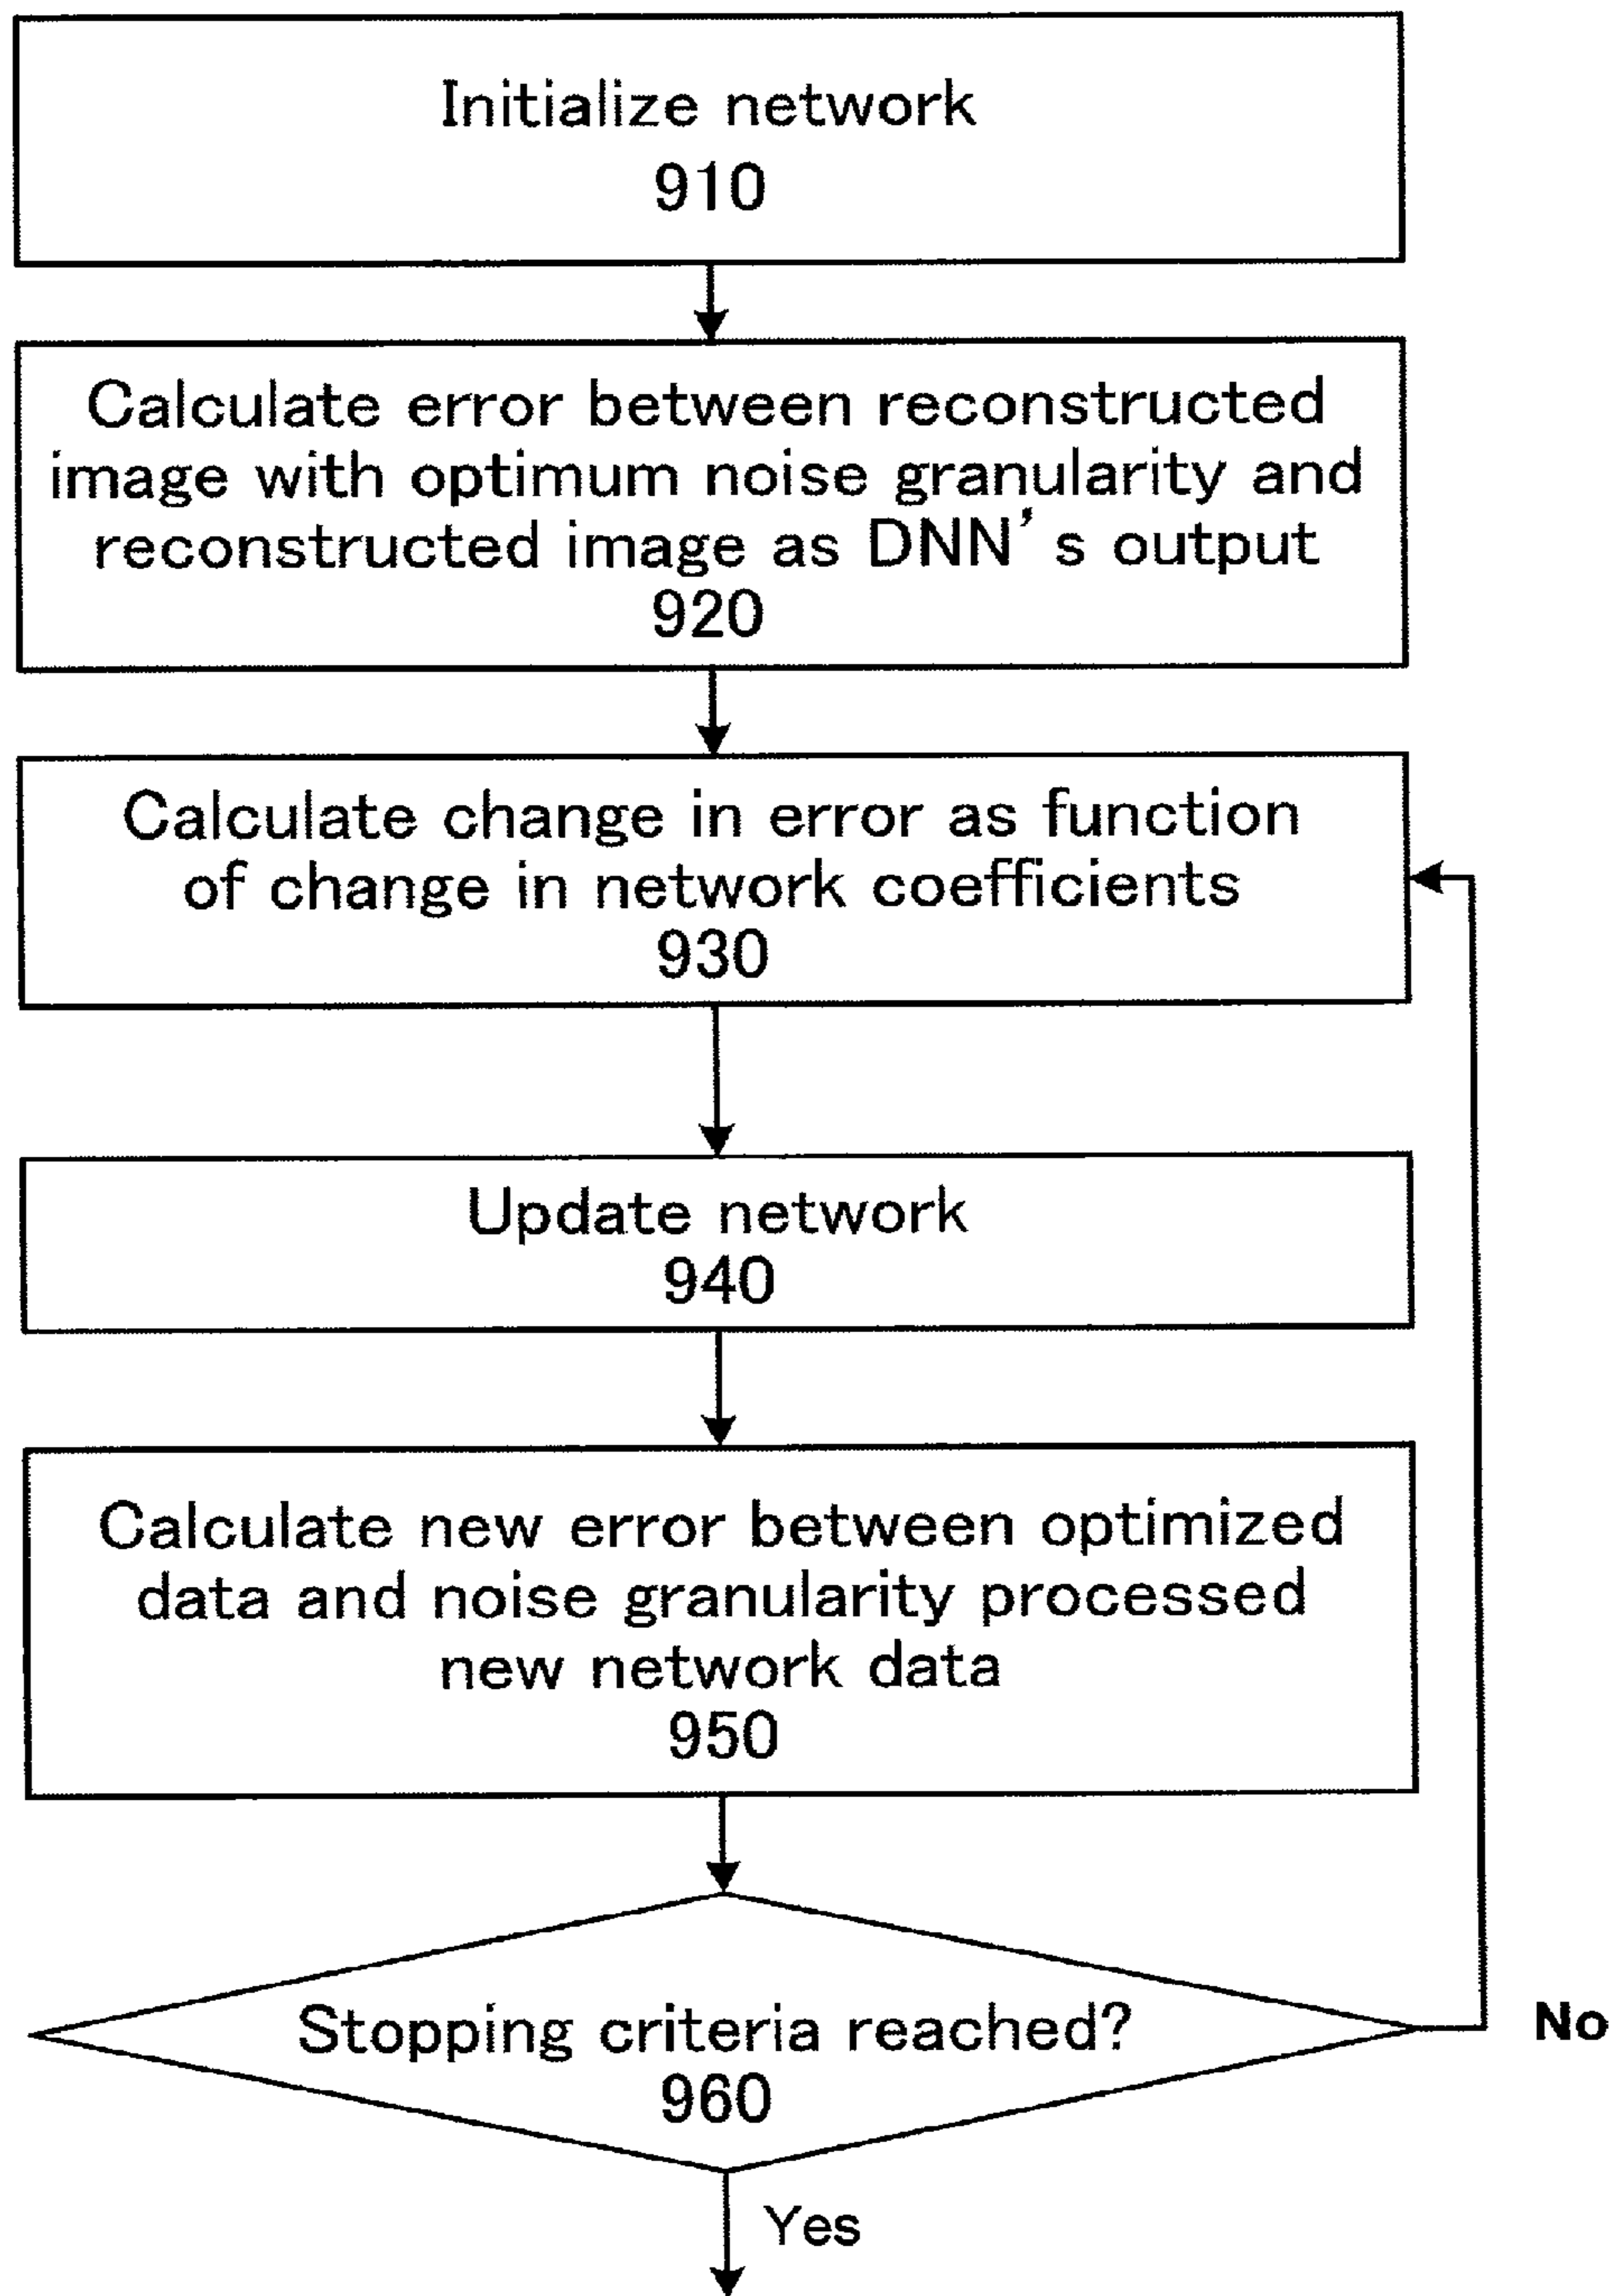 Initialize network
910
Calculate error between reconstructed
image with optimum noise granularity and
reconstructed image as DNN's output
920
Calculate change in error as function
of change in network coefficients
930
Update network
940
Calculate new error between optimized
data and noise granularity processed
new network data
950
Stopping criteria reached?
960
No
Yes